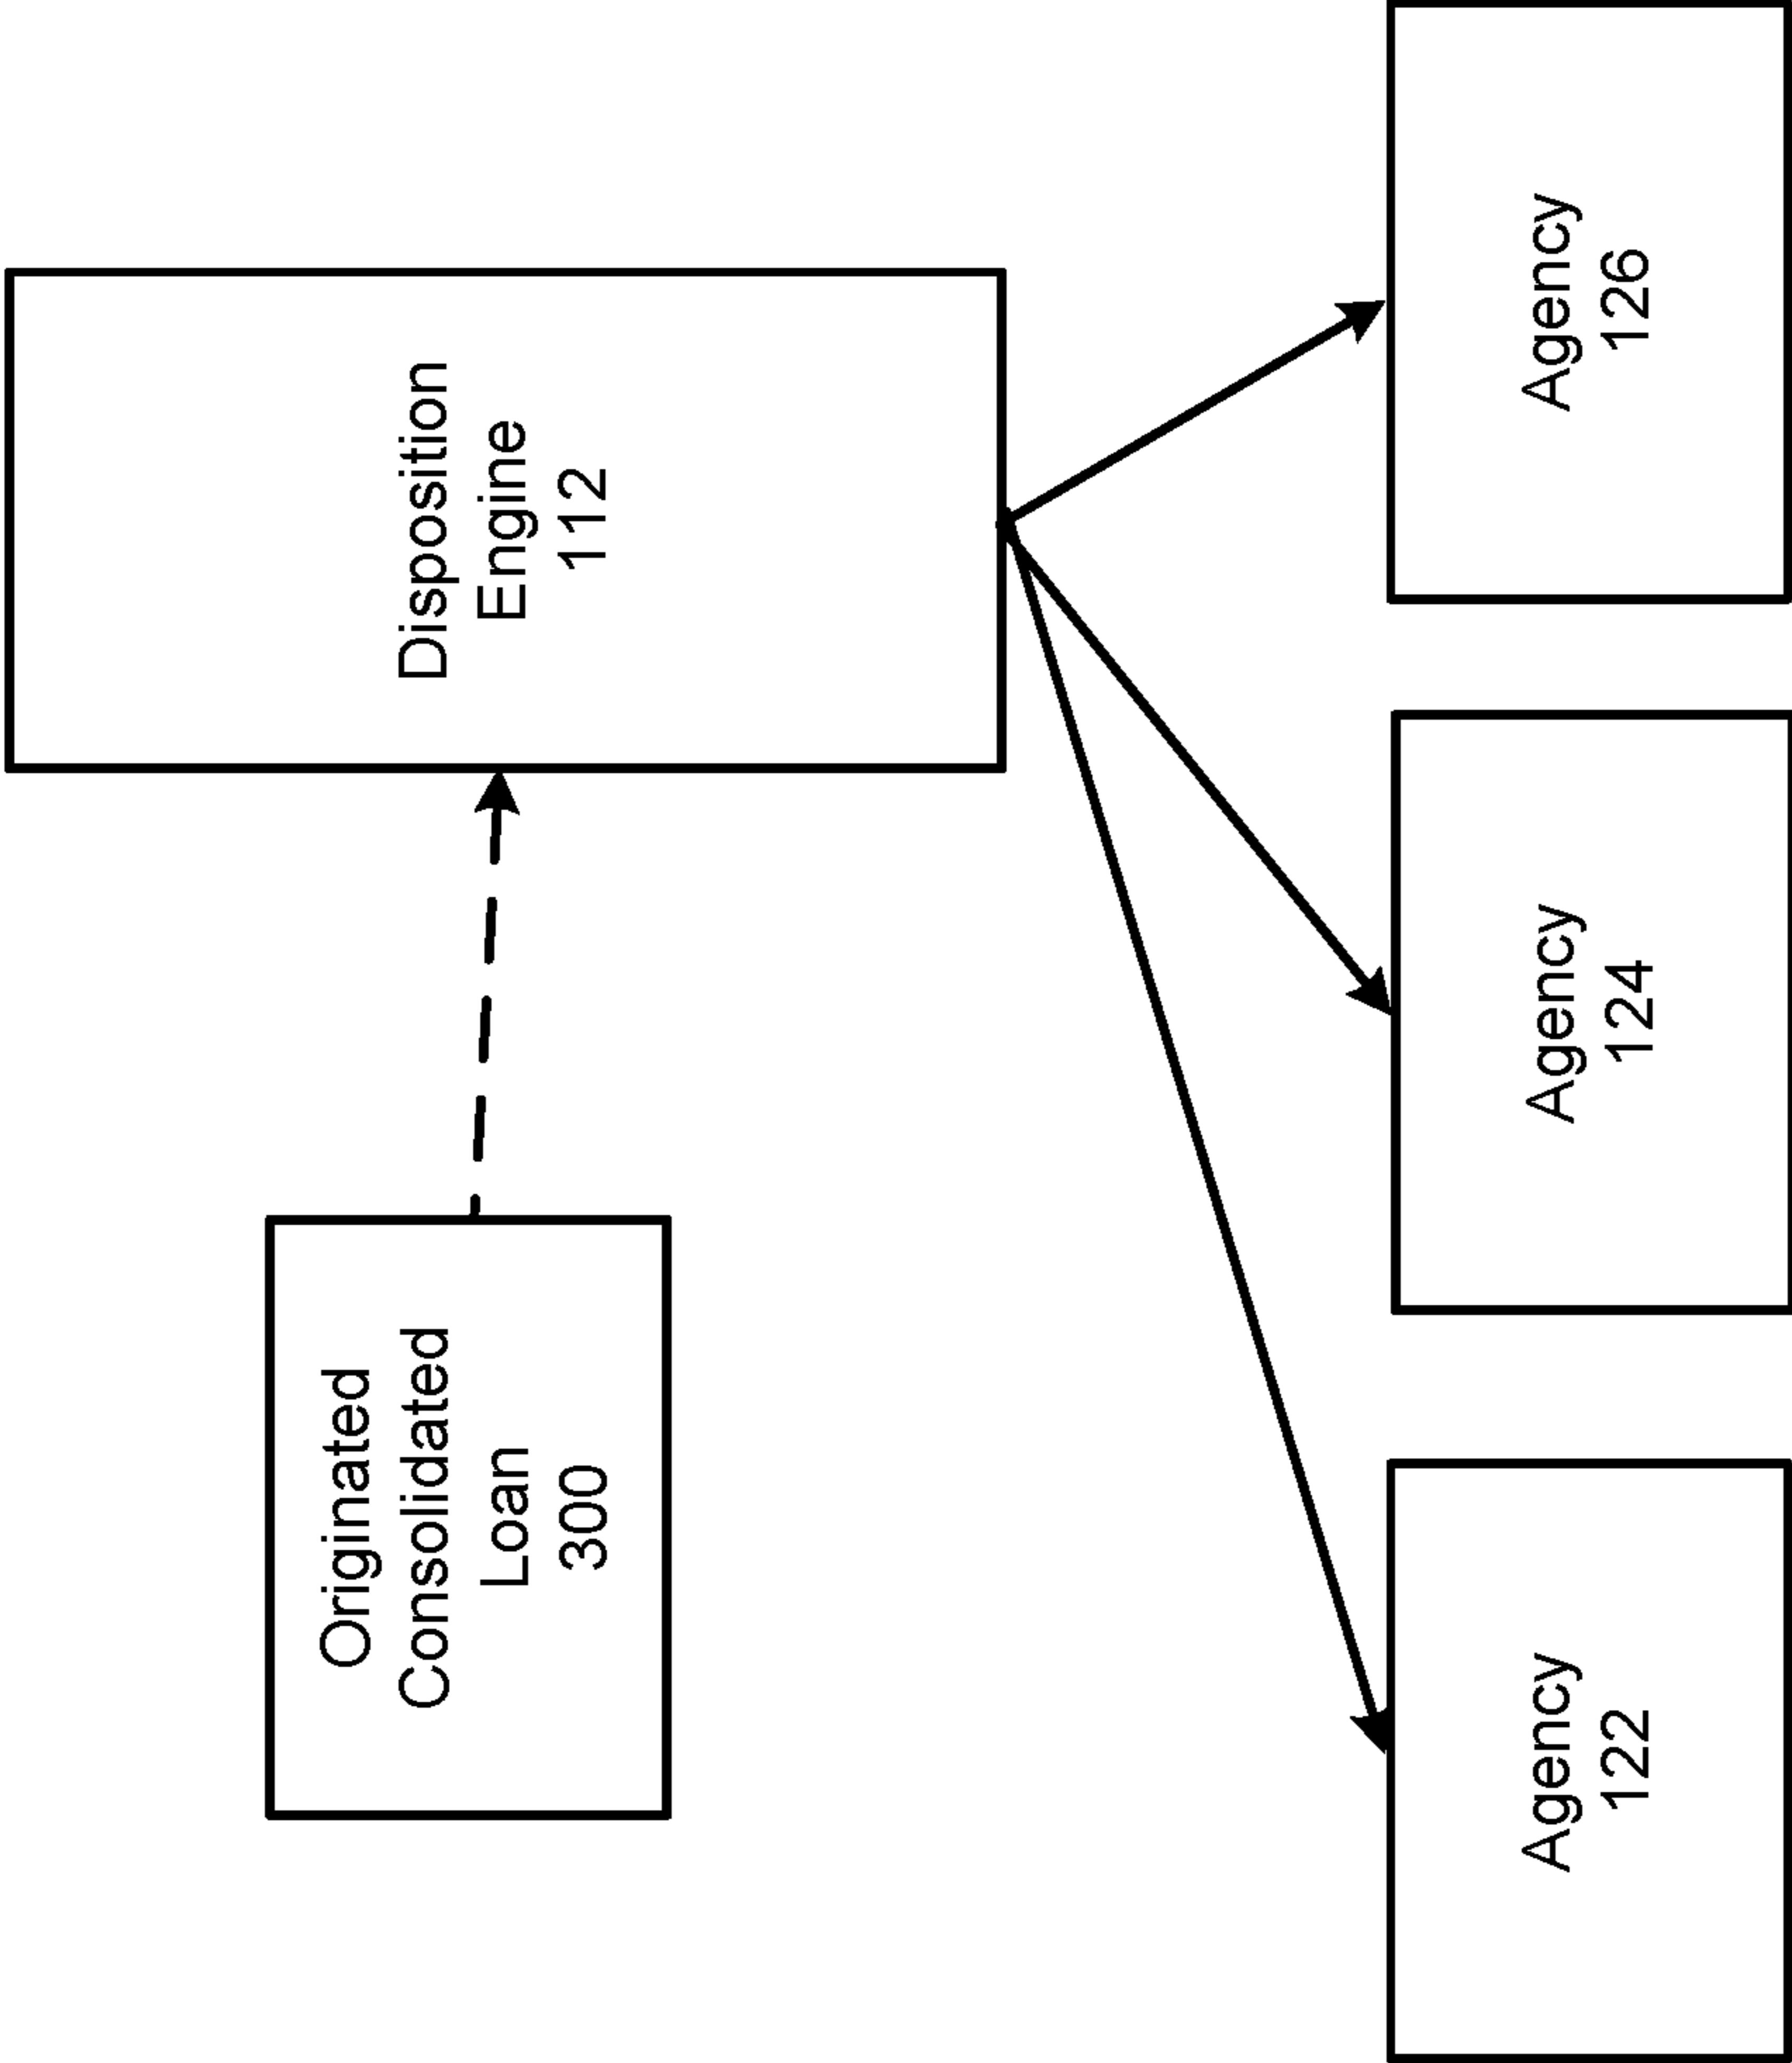 Originated
Consolidated
Loan
300
Disposition
Engine
112
Agency
122
Agency
124
Agency
126